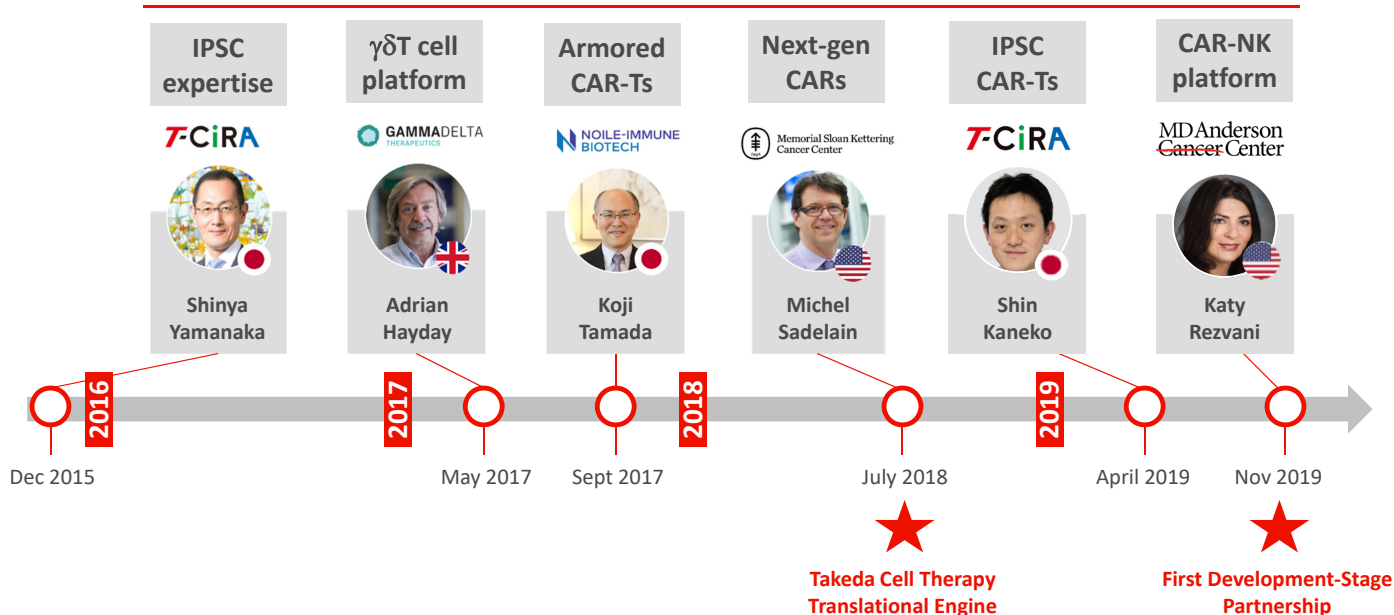 IPSC
expertise
γδT cell
platform
Armored
CAR-Ts
Next-gen
CARs
IPSC
CAR-Ts
CAR-NK
platform
T-CiRA
GAMMADELTA
THERAPEUTICS
NOILE-IMMUNE
BIOTECH
Memorial Sloan Kettering
Cancer Center
T-CiRA
MD Anderson
Cancer Center
Shinya
Yamanaka
Adrian
Hayday
Koji
Tamada
Michel
Sadelain
Shin
Kaneko
Katy
Rezvani
2016
2017
2018
2019
Dec 2015
May 2017
Sept 2017
July 2018
April 2019
Nov 2019
Takeda Cell Therapy
Translational Engine
First Development-Stage
Partnership